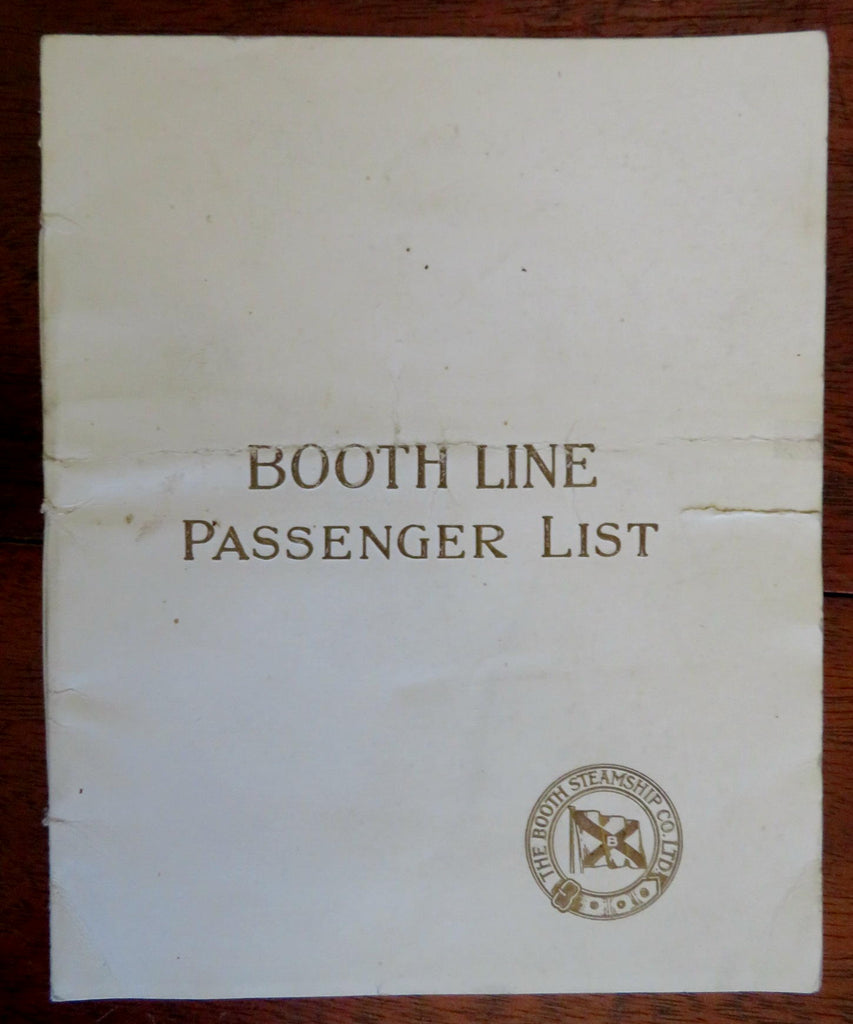 BOOTH LINE
PASSENGER LIST
THE BOOTH STEAMSHIP CO. LTD.
B